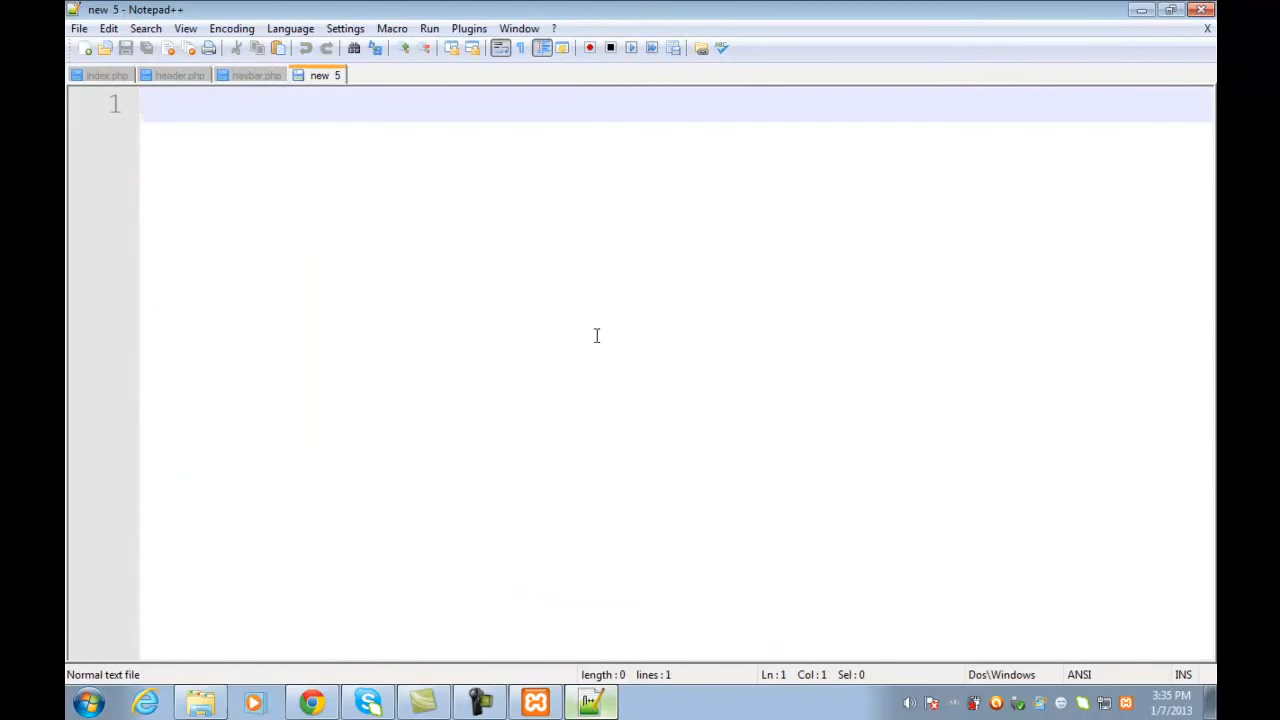 new 5 - Notepad++
File Edit Search View Encoding Language Settings Macro Run Plugins Window ? X
index.php header.php navbar.php new 5
1
Normal text file length : 0 lines : 1 Ln : 1 Col : 1 Sel : 0 Dos\Windows ANSI INS
3:35 PM
1/7/2013